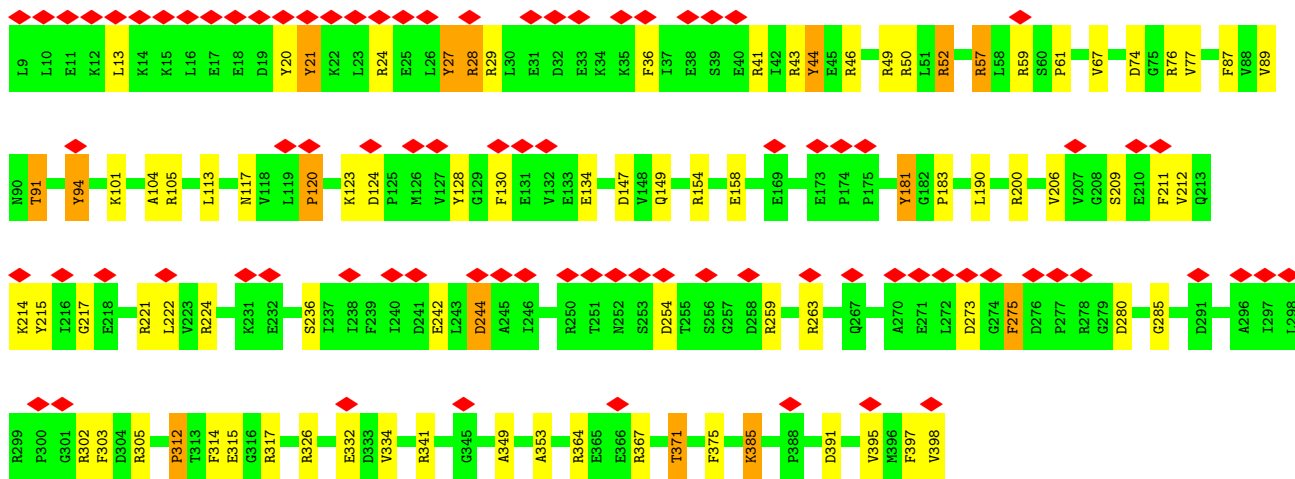 L9 L10 E11 K12 L13 K14 K15 L16 E17 E18 D19 Y20 Y21 K22 L23 R24 E25 L26 Y27 R28 R29 L30 E31 D32 E33 K34 K35 F36 I37 E38 S39 E40 R41 I42 R43 Y44 E45 R46 R49 R50 L51 R52 R57 L58 R59 S60 P61 V67 D74 G75 R76 V77 F87 V88 V89
N90 T91 Y94 K101 A104 R105 L113 N117 V118 L119 P120 K123 D124 P125 M126 V127 Y128 G129 F130 E131 V132 E133 E134 D147 V148 Q149 R154 E158 E169 E173 P174 P175 Y181 G182 P183 L190 R200 V206 V207 G208 S209 E210 F211 V212 Q213
K214 Y215 I216 G217 E218 R221 L222 V223 R224 K231 E232 S236 I237 I238 F239 I240 D241 E242 L243 D244 A245 I246 R250 T251 N252 S253 D254 T255 S256 G257 D258 R259 R263 Q267 A270 E271 L272 D273 G274 F275 D276 P277 R278 G279 D280 G285 D291 A296 I297 L298
R299 P300 G301 R302 F303 D304 R305 P312 T313 F314 E315 G316 R317 R326 E332 D333 V334 R341 G345 A349 A353 R364 E365 E366 R367 T371 F375 K385 P388 D391 V395 M396 F397 V398